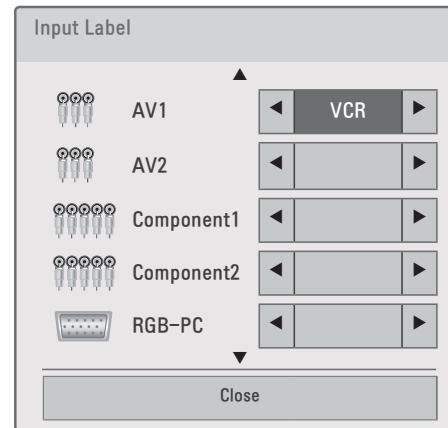 Input Label
AV1
VCR
AV2
Component1
Component2
RGB-PC
Close